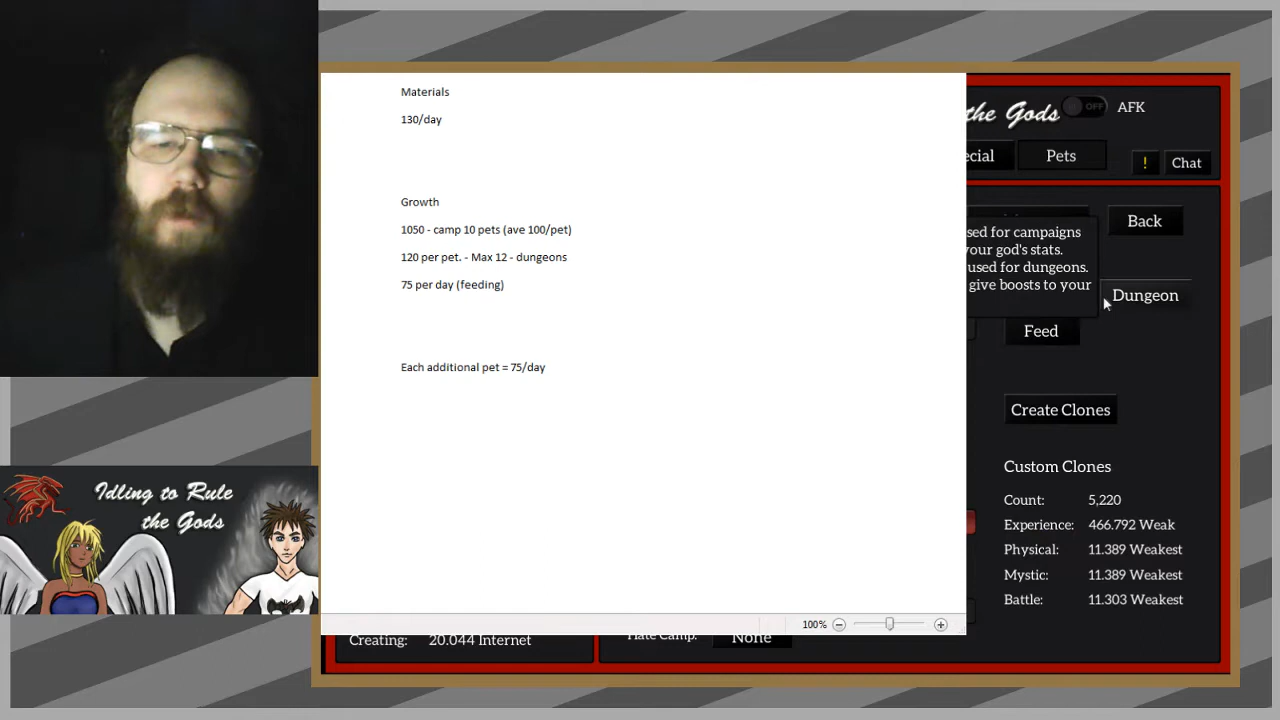 Materials
130/day
Growth
1050 - camp 10 pets (ave 100/pet)
120 per pet. - Max 12 - dungeons
75 per day (feeding)
Each additional pet = 75/day
100%
the Gods
OFF
AFK
ecial
Pets
!
Chat
sed for campaigns
your god's stats.
used for dungeons.
give boosts to your
Back
Dungeon
Feed
Create Clones
Custom Clones
Count: 5,220
Experience: 466.792 Weak
Physical: 11.389 Weakest
Mystic: 11.389 Weakest
Battle: 11.303 Weakest
Creating: 20.044 Internet
Hate Camp: None
Idling to Rule
the Gods